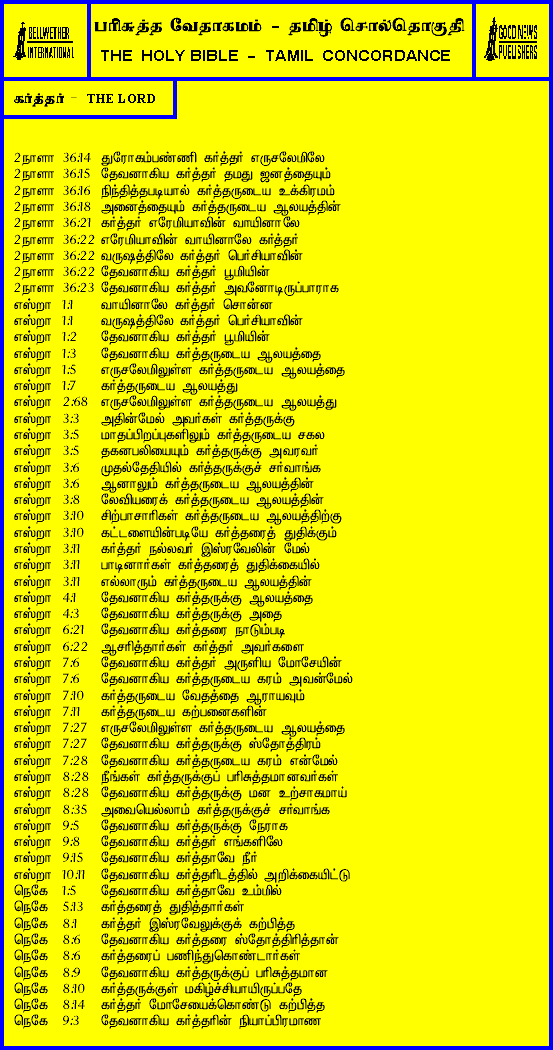 BELLWETHER
INTERNATIONAL
பரிசுத்த வேதாகமம் - தமிழ் சொல்தொகுதி
THE HOLY BIBLE - TAMIL CONCORDANCE
GOOD NEWS
PUBLISHERS
கர்த்தர் - THE LORD
2நாளா 36:14 துரோகம்பண்ணி கர்த்தர் எருசலேமிலே
2நாளா 36:15 தேவனாகிய கர்த்தர் தமது ஜனத்தையும்
2நாளா 36:16 நிந்தித்தபடியால் கர்த்தருடைய உக்கிரமம்
2நாளா 36:18 அனைத்தையும் கர்த்தருடைய ஆலயத்தின்
2நாளா 36:21 கர்த்தர் எரேமியாவின் வாயினாலே
2நாளா 36:22 எரேமியாவின் வாயினாலே கர்த்தர்
2நாளா 36:22 வருஷத்திலே கர்த்தர் பெர்சியாவின்
2நாளா 36:22 தேவனாகிய கர்த்தர் பூமியின்
2நாளா 36:23 தேவனாகிய கர்த்தர் அவனோடிருப்பாராக
எஸ்றா 1:1 வாயினாலே கர்த்தர் சொன்ன
எஸ்றா 1:1 வருஷத்திலே கர்த்தர் பெர்சியாவின்
எஸ்றா 1:2 தேவனாகிய கர்த்தர் பூமியின்
எஸ்றா 1:3 தேவனாகிய கர்த்தருடைய ஆலயத்தை
எஸ்றா 1:5 எருசலேமிலுள்ள கர்த்தருடைய ஆலயத்தை
எஸ்றா 1:7 கர்த்தருடைய ஆலயத்து
எஸ்றா 2:68 எருசலேமிலுள்ள கர்த்தருடைய ஆலயத்து
எஸ்றா 3:3 அதின்மேல் அவர்கள் கர்த்தருக்கு
எஸ்றா 3:5 மாதப்பிறப்புகளிலும் கர்த்தருடைய சகல
எஸ்றா 3:5 தகனபலியையும் கர்த்தருக்கு அவரவர்
எஸ்றா 3:6 முதல்தேதியில் கர்த்தருக்குச் சர்வாங்க
எஸ்றா 3:6 ஆனாலும் கர்த்தருடைய ஆலயத்தின்
எஸ்றா 3:8 லேவியரைக் கர்த்தருடைய ஆலயத்தின்
எஸ்றா 3:10 சிற்பாசாரிகள் கர்த்தருடைய ஆலயத்திற்கு
எஸ்றா 3:10 கட்டளையின்படியே கர்த்தரைத் துதிக்கும்
எஸ்றா 3:11 கர்த்தர் நல்லவர் இஸ்ரவேலின் மேல்
எஸ்றா 3:11 பாடினார்கள் கர்த்தரைத் துதிக்கையில்
எஸ்றா 3:11 எல்லாரும் கர்த்தருடைய ஆலயத்தின்
எஸ்றா 4:1 தேவனாகிய கர்த்தருக்கு ஆலயத்தை
எஸ்றா 4:3 தேவனாகிய கர்த்தருக்கு அதை
எஸ்றா 6:21 தேவனாகிய கர்த்தரை நாடும்படி
எஸ்றா 6:22 ஆசரித்தார்கள் கர்த்தர் அவர்களை
எஸ்றா 7:6 தேவனாகிய கர்த்தர் அருளிய மோசேயின்
எஸ்றா 7:6 தேவனாகிய கர்த்தருடைய கரம் அவன்மேல்
எஸ்றா 7:10 கர்த்தருடைய வேதத்தை ஆராயவும்
எஸ்றா 7:11 கர்த்தருடைய கற்பனைகளின்
எஸ்றா 7:27 எருசலேமிலுள்ள கர்த்தருடைய ஆலயத்தை
எஸ்றா 7:27 தேவனாகிய கர்த்தருக்கு ஸ்தோத்திரம்
எஸ்றா 7:28 தேவனாகிய கர்த்தருடைய கரம் என்மேல்
எஸ்றா 8:28 நீங்கள் கர்த்தருக்குப் பரிசுத்தமானவர்கள்
எஸ்றா 8:28 தேவனாகிய கர்த்தருக்கு மன உற்சாகமாய்
எஸ்றா 8:35 அவையெல்லாம் கர்த்தருக்குச் சர்வாங்க
எஸ்றா 9:5 தேவனாகிய கர்த்தருக்கு நேராக
எஸ்றா 9:8 தேவனாகிய கர்த்தர் எங்களிலே
எஸ்றா 9:15 தேவனாகிய கர்த்தாவே நீர்
எஸ்றா 10:11 தேவனாகிய கர்த்தரிடத்தில் அறிக்கையிட்டு
நெகே 1:5 தேவனாகிய கர்த்தாவே உம்மில்
நெகே 5:13 கர்த்தரைத் துதித்தார்கள்
நெகே 8:1 கர்த்தர் இஸ்ரவேலுக்குக் கற்பித்த
நெகே 8:6 தேவனாகிய கர்த்தரை ஸ்தோத்திரித்தான்
நெகே 8:6 கர்த்தரைப் பணிந்துகொண்டார்கள்
நெகே 8:9 தேவனாகிய கர்த்தருக்குப் பரிசுத்தமான
நெகே 8:10 கர்த்தருக்குள் மகிழ்ச்சியாயிருப்பதே
நெகே 8:14 கர்த்தர் மோசேயைக்கொண்டு கற்பித்த
நெகே 9:3 தேவனாகிய கர்த்தரின் நியாப்பிரமாண